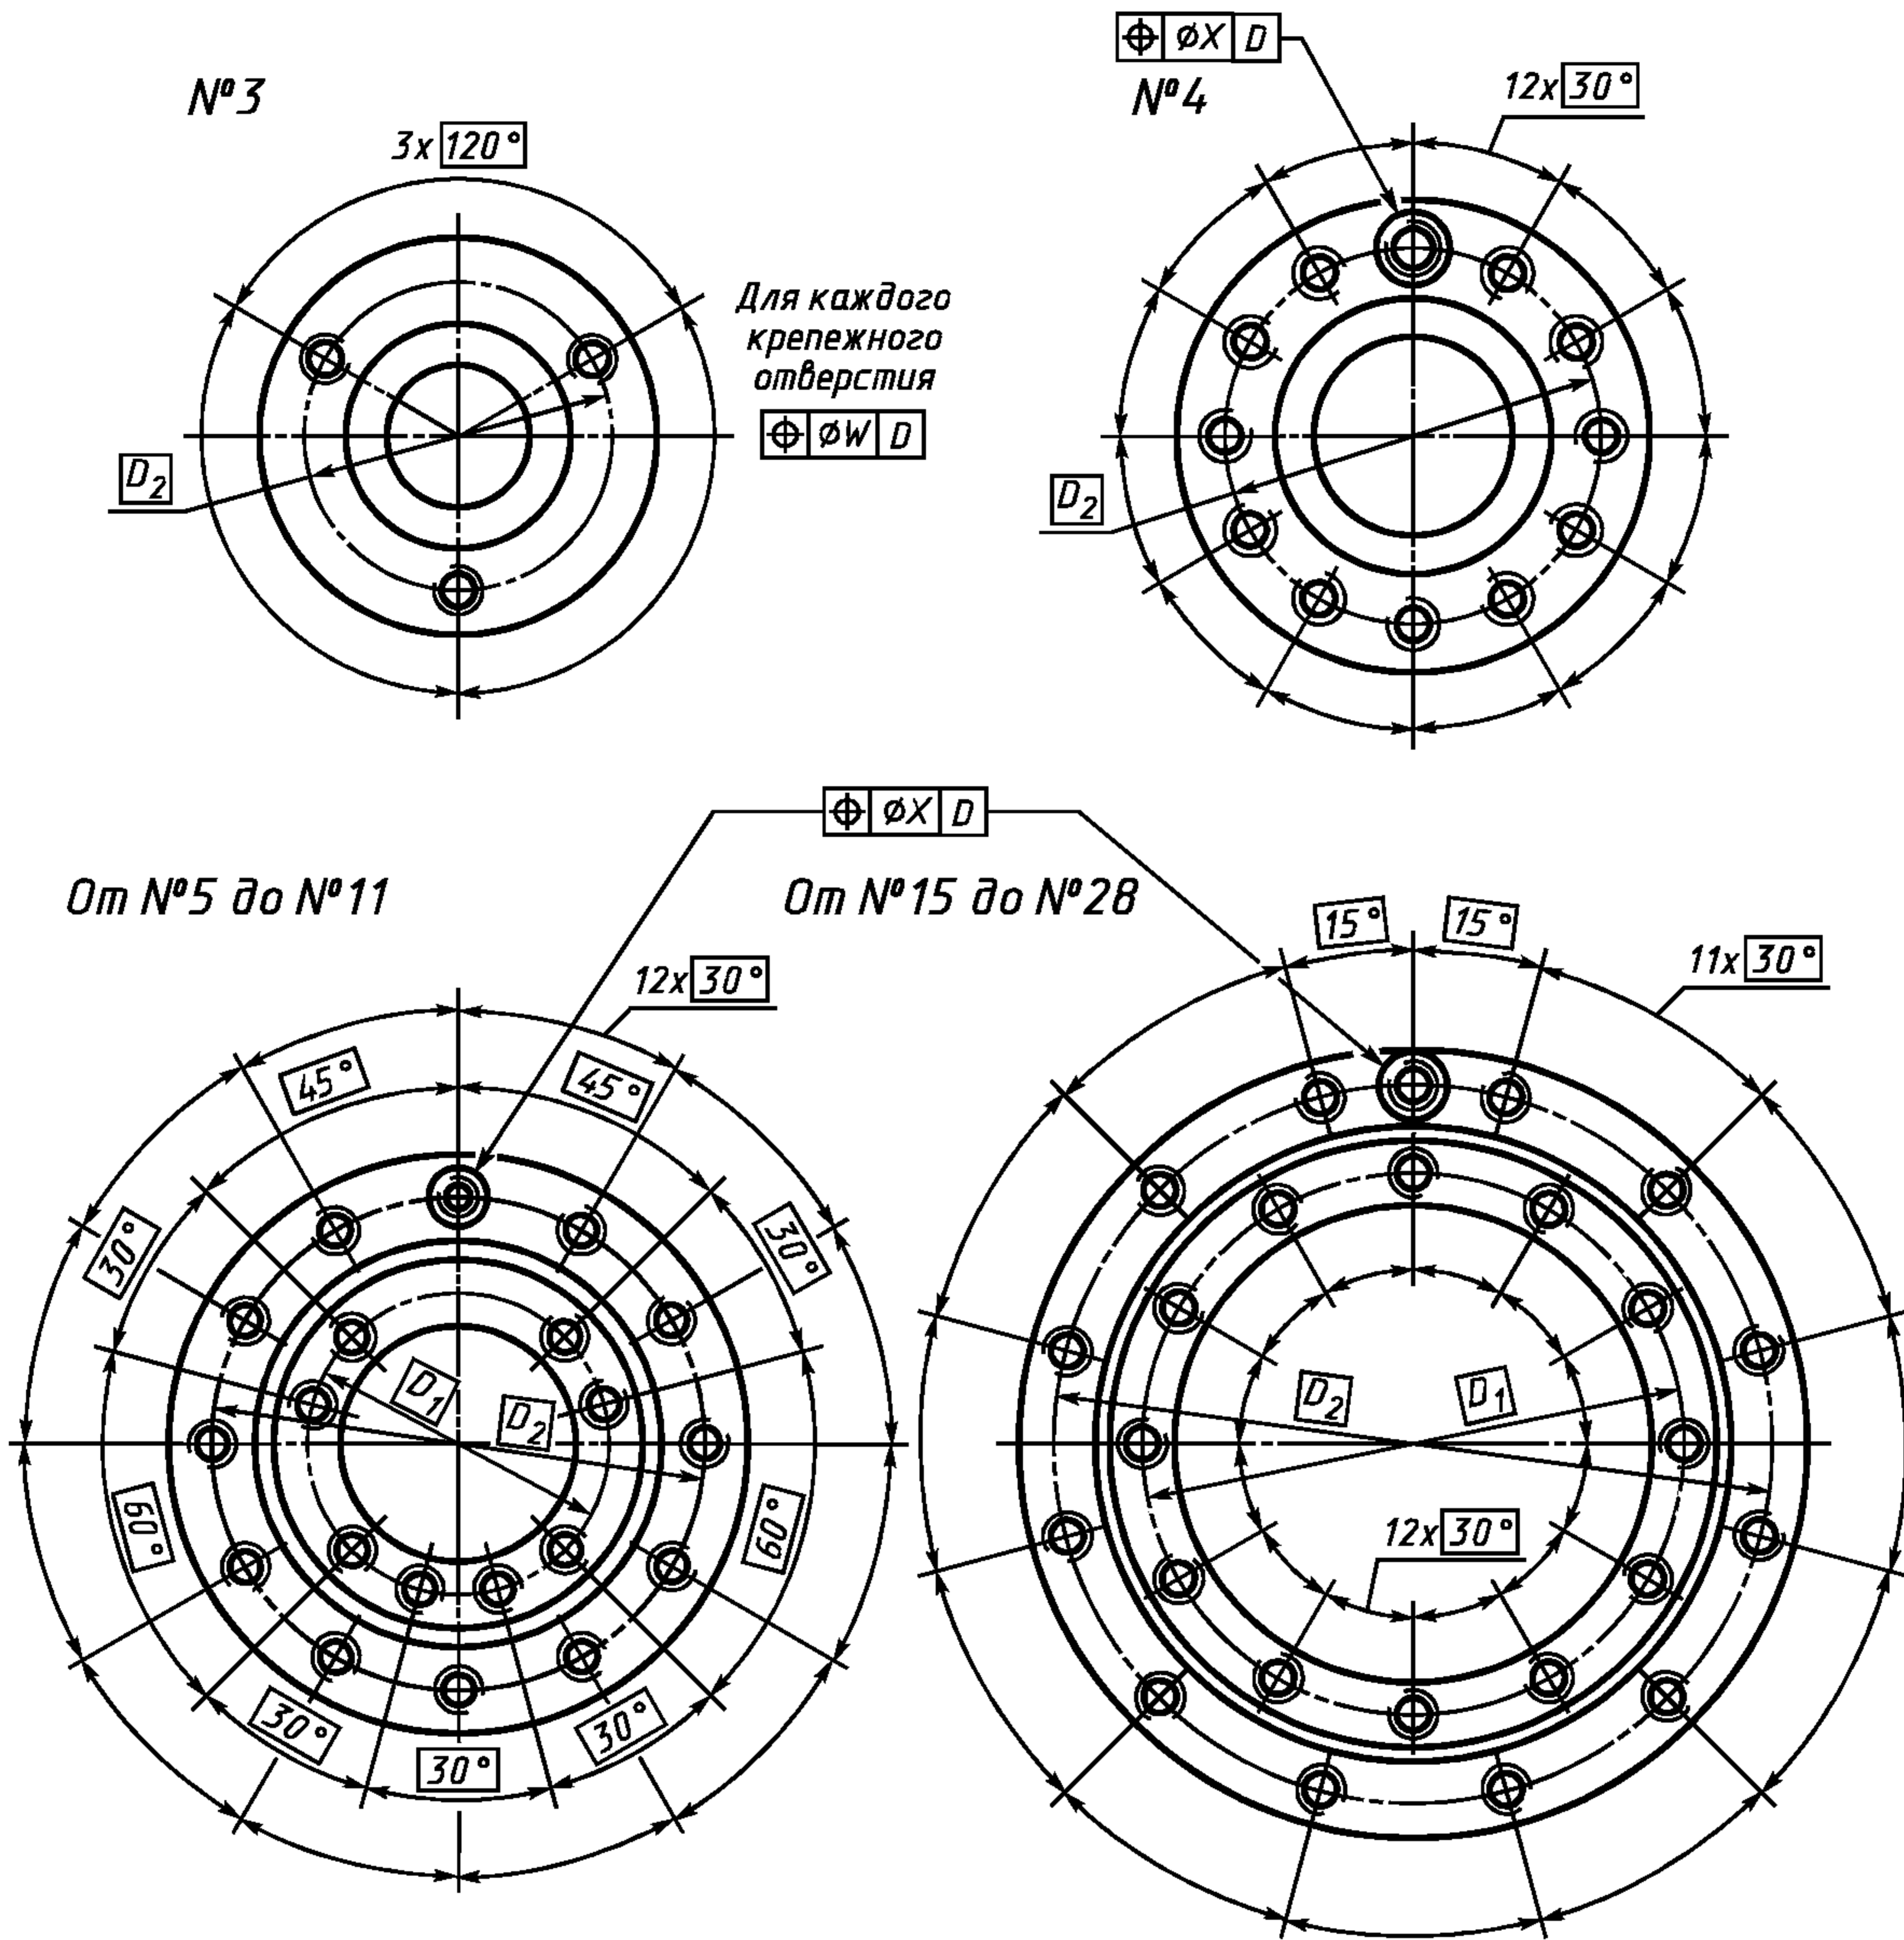 ⌖ ⌀X D
№3
№4
12x 30°
3x 120°
Для каждого
крепежного
отверстия
⌖ ⌀W D
D₂
D₂
⌖ ⌀X D
От №5 до №11
От №15 до №28
15°
15°
11x 30°
12x 30°
45°
45°
30°
30°
D₁
D₂
D₂
D₁
60°
60°
12x 30°
30°
30°
30°